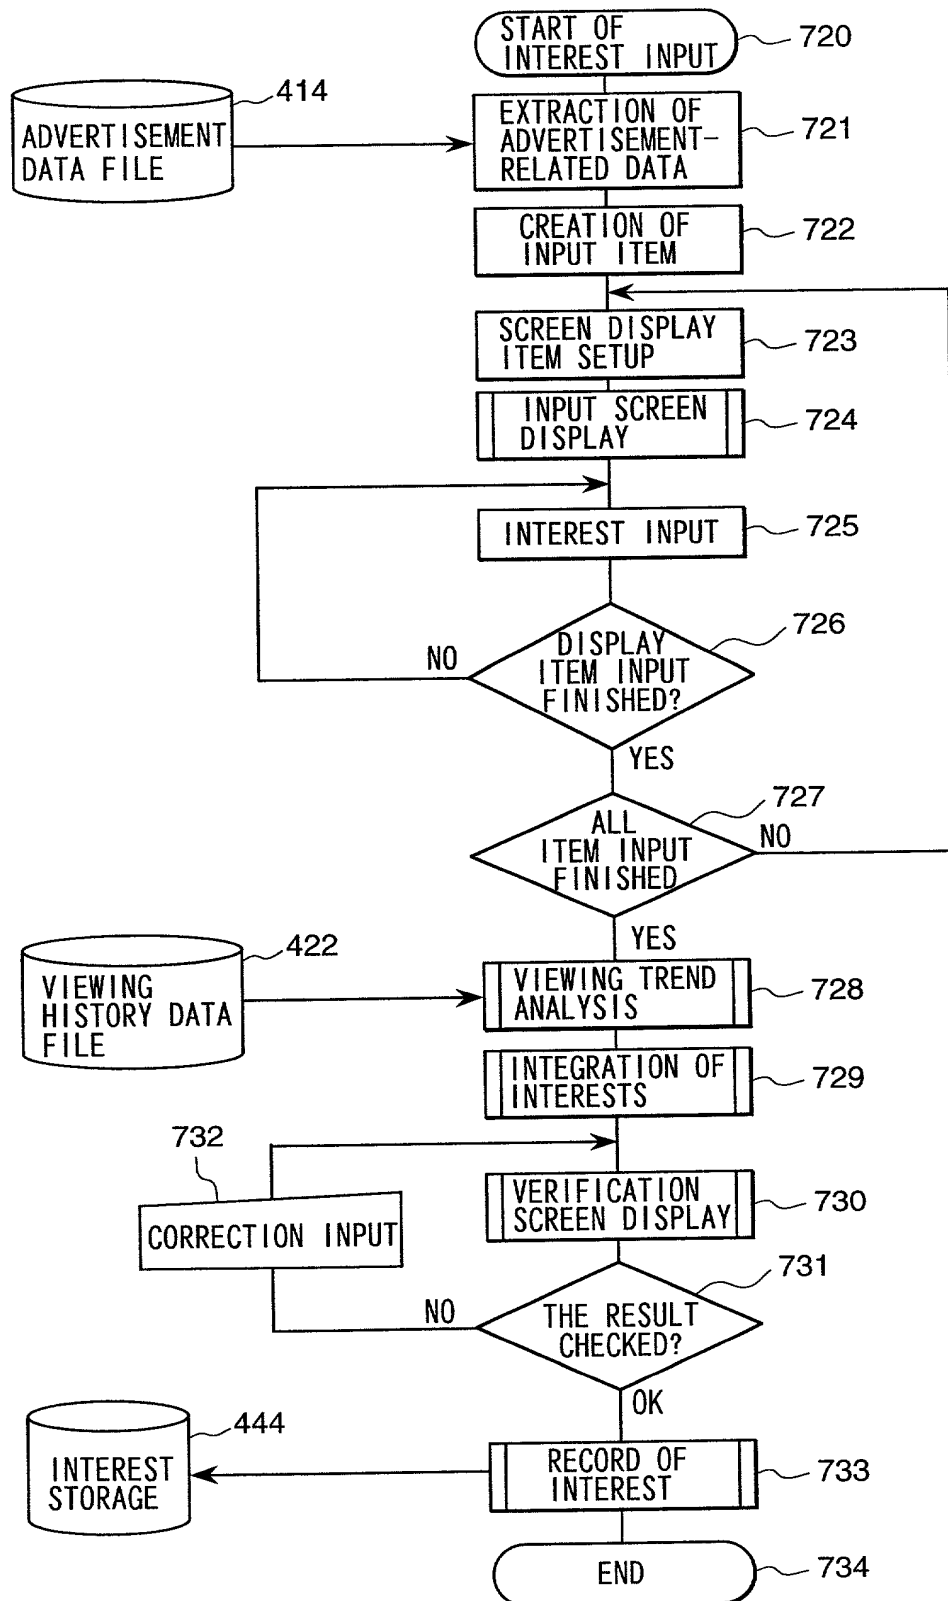 START OF
INTEREST INPUT
720
414
ADVERTISEMENT
DATA FILE
EXTRACTION OF
ADVERTISEMENT-
RELATED DATA
721
CREATION OF
INPUT ITEM
722
SCREEN DISPLAY
ITEM SETUP
723
INPUT SCREEN
DISPLAY
724
INTEREST INPUT
725
DISPLAY
ITEM INPUT
FINISHED?
726
NO
YES
ALL
ITEM INPUT
FINISHED
727
NO
YES
422
VIEWING
HISTORY DATA
FILE
VIEWING TREND
ANALYSIS
728
INTEGRATION OF
INTERESTS
729
732
CORRECTION INPUT
VERIFICATION
SCREEN DISPLAY
730
THE RESULT
CHECKED?
731
NO
OK
444
INTEREST
STORAGE
RECORD OF
INTEREST
733
END
734